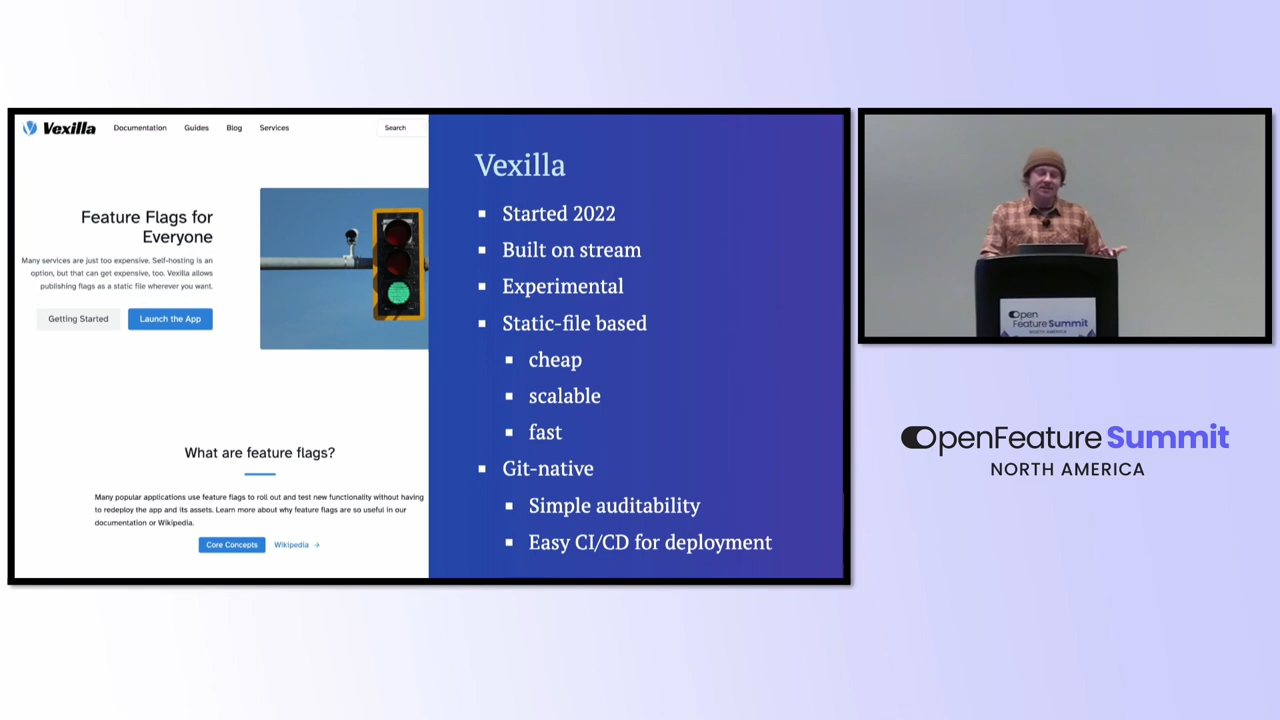 Vexilla
Documentation
Guides
Blog
Services
Search
Feature Flags for
Everyone
Many services are just too expensive. Self-hosting is an
option, but that can get expensive, too. Vexilla allows
publishing flags as a static file wherever you want.
Getting Started
Launch the App
What are feature flags?
Many popular applications use feature flags to roll out and test new functionality without having
to redeploy the app and its assets. Learn more about why feature flags are so useful in our
documentation or Wikipedia.
Core Concepts
Wikipedia →
Vexilla
Started 2022
Built on stream
Experimental
Static-file based
cheap
scalable
fast
Git-native
Simple auditability
Easy CI/CD for deployment
Open
Feature Summit
NORTH AMERICA
OpenFeature Summit
NORTH AMERICA